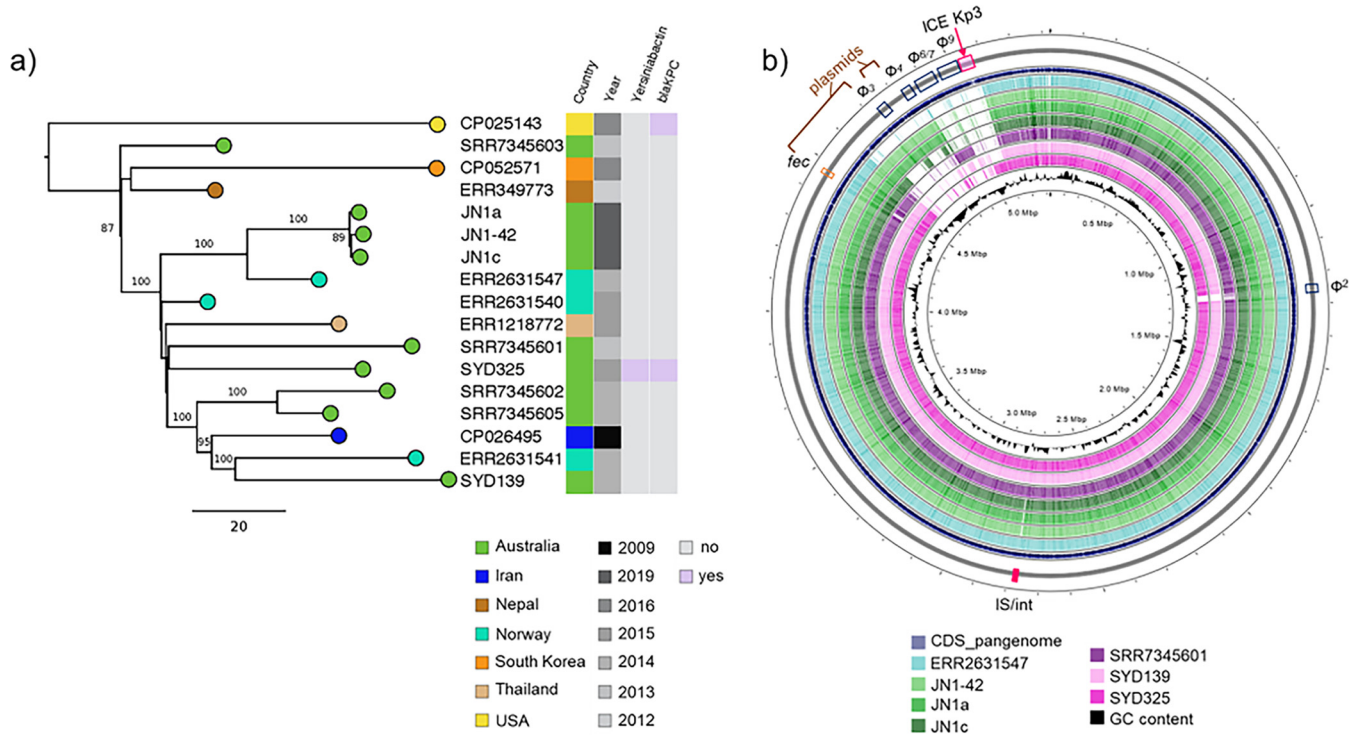 a)
Country
Year
Yersiniabactin
blaKPC
CP025143
SRR7345603
CP052571
ERR349773
JN1a
JN1-42
JN1c
ERR2631547
ERR2631540
ERR1218772
SRR7345601
SYD325
SRR7345602
SRR7345605
CP026495
ERR2631541
SYD139
87
100
100
100
89
100
100
95
100
20
Australia
Iran
Nepal
Norway
South Korea
Thailand
USA
2009
2019
2016
2015
2014
2013
2012
no
yes
b)
ICE Kp3
plasmids
Φ3
Φ4
Φ6/7
Φ9
fec
Φ2
IS/int
5.0 Mbp
0.5 Mbp
1.0 Mbp
1.5 Mbp
2.0 Mbp
2.5 Mbp
3.0 Mbp
3.5 Mbp
4.0 Mbp
4.5 Mbp
CDS_pangenome
ERR2631547
JN1-42
JN1a
JN1c
SRR7345601
SYD139
SYD325
GC content